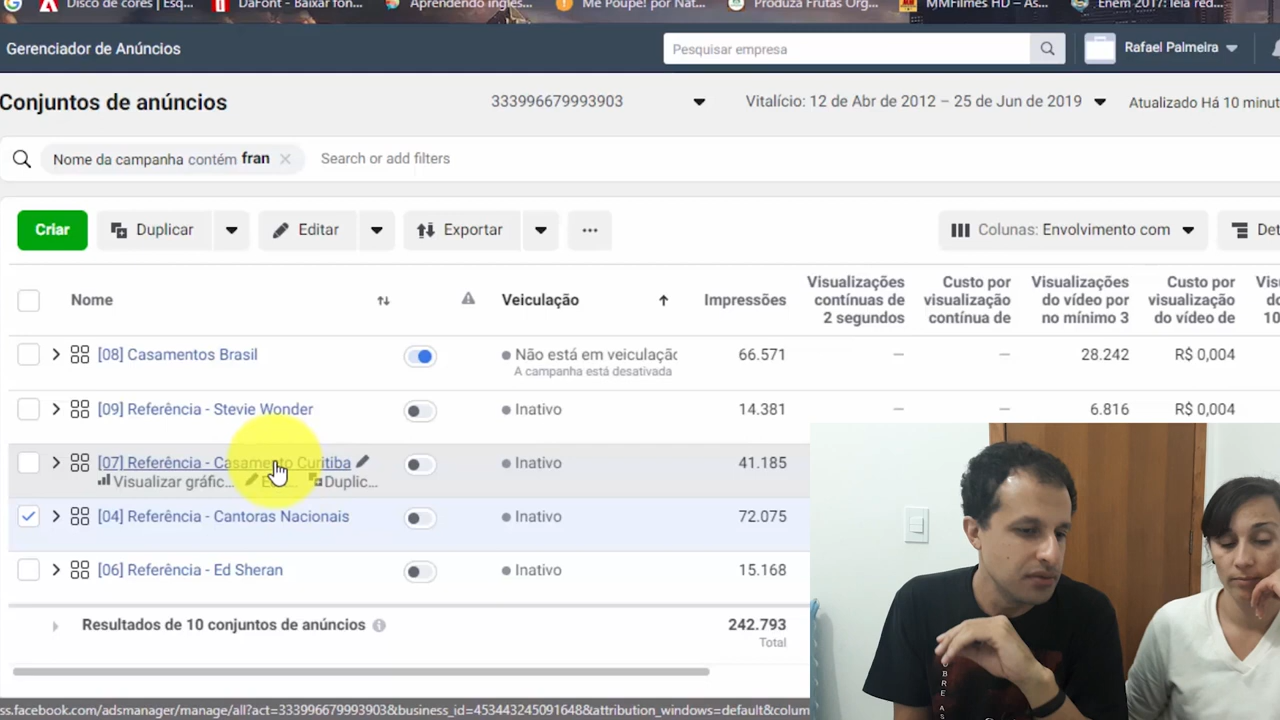 Disco de cores | Esq...
DaFont - Baixar fon...
Aprendendo inglês...
Me Poupe! por Nat...
Produza Frutas Org...
MMFilmes HD – As...
Enem 2017: leia red...
Gerenciador de Anúncios
Pesquisar empresa
Rafael Palmeira
Conjuntos de anúncios
333996679993903
Vitalício: 12 de Abr de 2012 – 25 de Jun de 2019
Atualizado Há 10 minut
Nome da campanha contém fran
Search or add filters
Criar
Duplicar
Editar
Exportar
Colunas: Envolvimento com
Det
Nome
Veiculação
Impressões
Visualizações contínuas de 2 segundos
Custo por visualização contínua de
Visualizações do vídeo por no mínimo 3
Custo por visualização do vídeo de
Vis
do
10
[08] Casamentos Brasil
Não está em veiculaçã
66.571
—
—
28.242
R$ 0,004
A campanha está desativada
[09] Referência - Stevie Wonder
Inativo
14.381
—
—
6.816
R$ 0,004
[07] Referência - Casamento Curitiba
Inativo
41.185
Visualizar gráfic...
Duplic...
[04] Referência - Cantoras Nacionais
Inativo
72.075
[06] Referência - Ed Sheran
Inativo
15.168
Resultados de 10 conjuntos de anúncios
242.793
Total
ss.facebook.com/adsmanager/manage/all?act=333996679993903&business_id=453443245091648&attribution_windows=default&colum